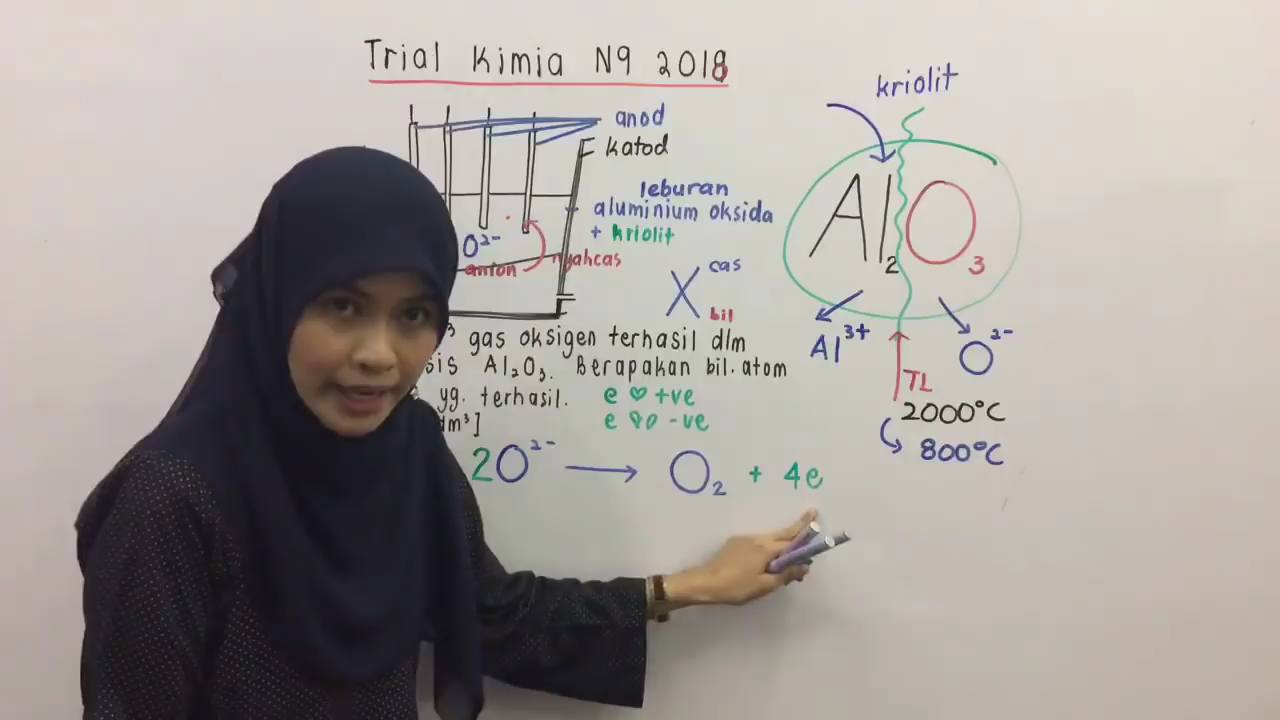 Trial Kimia N9 2018
anod
katod
leburan
aluminium oksida
+ kriolit
O²⁻
anion
nyahcas
cas
X
bil
gas oksigen terhasil dlm
Al₂O₃. Berapakan bil. atom
yg. terhasil.
e ♡ +ve
-ve
dm³]
2O²⁻ → O₂ + 4e
kriolit
Al₂O₃
Al³⁺
O²⁻
TL
2000°C
800°C